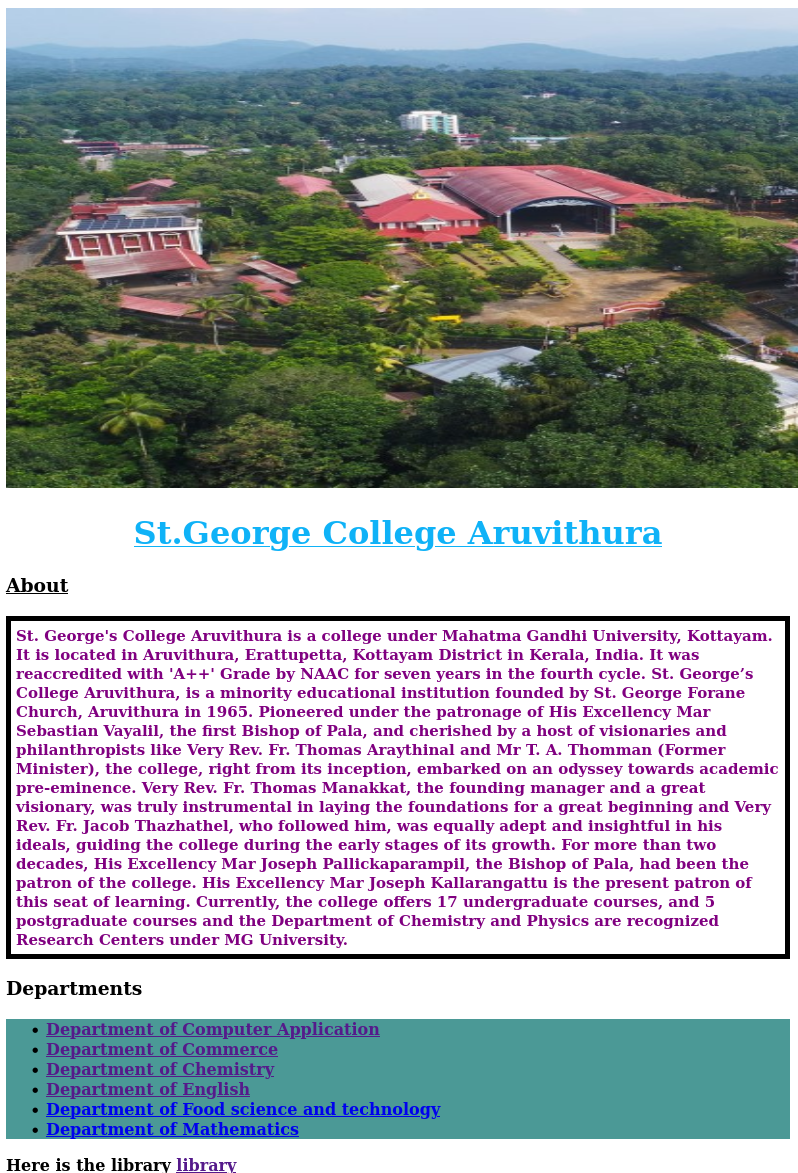 St.George College Aruvithura
About
St. George's College Aruvithura is a college under Mahatma Gandhi University, Kottayam.
It is located in Aruvithura, Erattupetta, Kottayam District in Kerala, India. It was
reaccredited with 'A++' Grade by NAAC for seven years in the fourth cycle. St. George’s
College Aruvithura, is a minority educational institution founded by St. George Forane
Church, Aruvithura in 1965. Pioneered under the patronage of His Excellency Mar
Sebastian Vayalil, the first Bishop of Pala, and cherished by a host of visionaries and
philanthropists like Very Rev. Fr. Thomas Araythinal and Mr T. A. Thomman (Former
Minister), the college, right from its inception, embarked on an odyssey towards academic
pre-eminence. Very Rev. Fr. Thomas Manakkat, the founding manager and a great
visionary, was truly instrumental in laying the foundations for a great beginning and Very
Rev. Fr. Jacob Thazhathel, who followed him, was equally adept and insightful in his
ideals, guiding the college during the early stages of its growth. For more than two
decades, His Excellency Mar Joseph Pallickaparampil, the Bishop of Pala, had been the
patron of the college. His Excellency Mar Joseph Kallarangattu is the present patron of
this seat of learning. Currently, the college offers 17 undergraduate courses, and 5
postgraduate courses and the Department of Chemistry and Physics are recognized
Research Centers under MG University.
Departments
• Department of Computer Application
• Department of Commerce
• Department of Chemistry
• Department of English
• Department of Food science and technology
• Department of Mathematics
Here is the library library